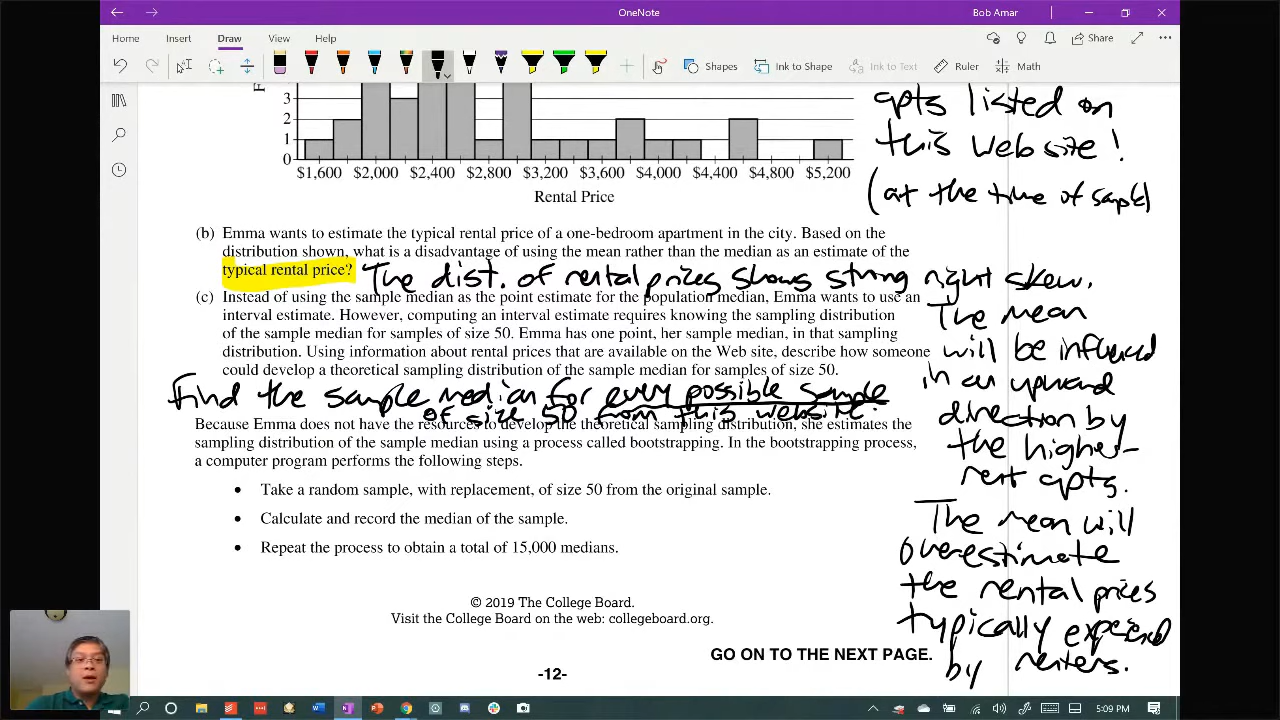 OneNote
Bob Amar
Home Insert Draw View Help
Share
Shapes Ink to Shape Ink to Text Ruler Math
3
2
1
0
$1,600 $2,000 $2,400 $2,800 $3,200 $3,600 $4,000 $4,400 $4,800 $5,200
Rental Price
apts listed on
this website!
(at the time of sample)
(b) Emma wants to estimate the typical rental price of a one-bedroom apartment in the city. Based on the
distribution shown, what is a disadvantage of using the mean rather than the median as an estimate of the
typical rental price?
The dist. of rental prices shows strong right skew.
The mean
will be influenced
in an upward
direction by
the higher-
rent apts.
The mean will
overestimate
the rental prices
typically experienced
by renters.
(c) Instead of using the sample median as the point estimate for the population median, Emma wants to use an
interval estimate. However, computing an interval estimate requires knowing the sampling distribution
of the sample median for samples of size 50. Emma has one point, her sample median, in that sampling
distribution. Using information about rental prices that are available on the Web site, describe how someone
could develop a theoretical sampling distribution of the sample median for samples of size 50.
Find the sample median for every possible sample
of size 50 from this website.
Because Emma does not have the resources to develop the theoretical sampling distribution, she estimates the
sampling distribution of the sample median using a process called bootstrapping. In the bootstrapping process,
a computer program performs the following steps.
• Take a random sample, with replacement, of size 50 from the original sample.
• Calculate and record the median of the sample.
• Repeat the process to obtain a total of 15,000 medians.
© 2019 The College Board.
Visit the College Board on the web: collegeboard.org.
GO ON TO THE NEXT PAGE.
-12-
5:09 PM